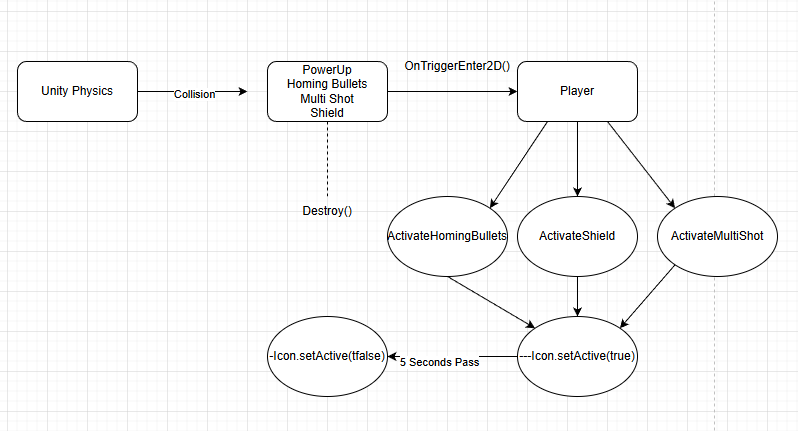 OnTriggerEnter2D()
Unity Physics
Collision
PowerUp
Homing Bullets
Multi Shot
Shield
Player
Destroy()
ActivateHomingBullets
ActivateShield
ActivateMultiShot
-Icon.setActive(tfalse)
5 Seconds Pass
---Icon.setActive(true)